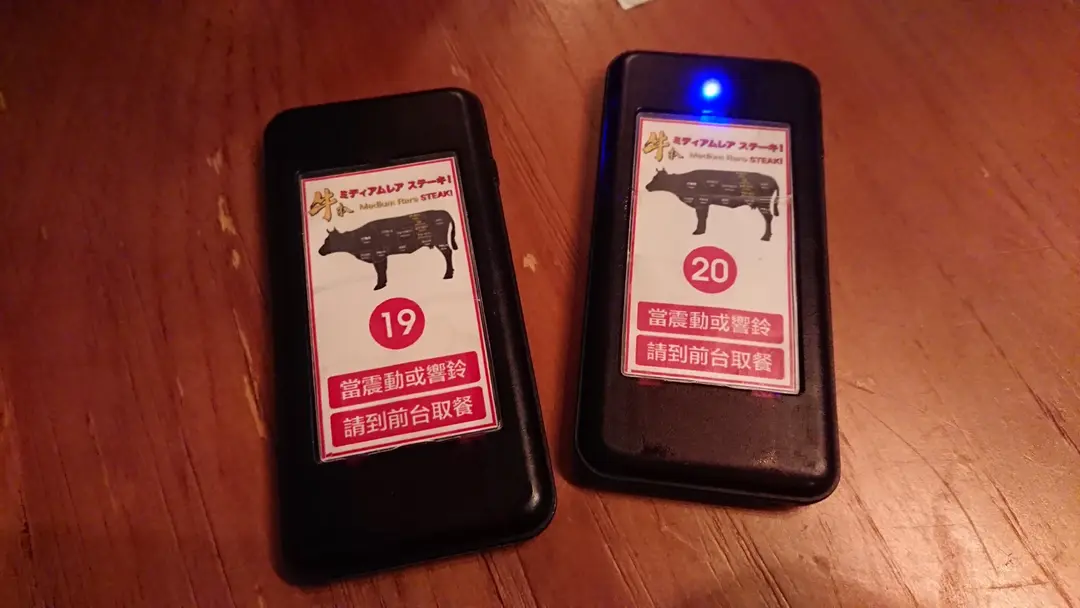 牛 ミディアムレア ステーキ!
Medium Rare STEAK!
19
當震動或響鈴
請到前台取餐
牛 ミディアムレア ステーキ!
Medium Rare STEAK!
20
當震動或響鈴
請到前台取餐